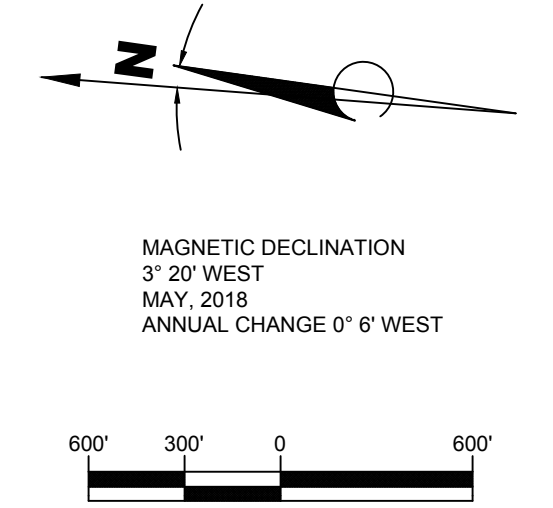 N
MAGNETIC DECLINATION
3° 20' WEST
MAY, 2018
ANNUAL CHANGE 0° 6' WEST
600' 300' 0 600'